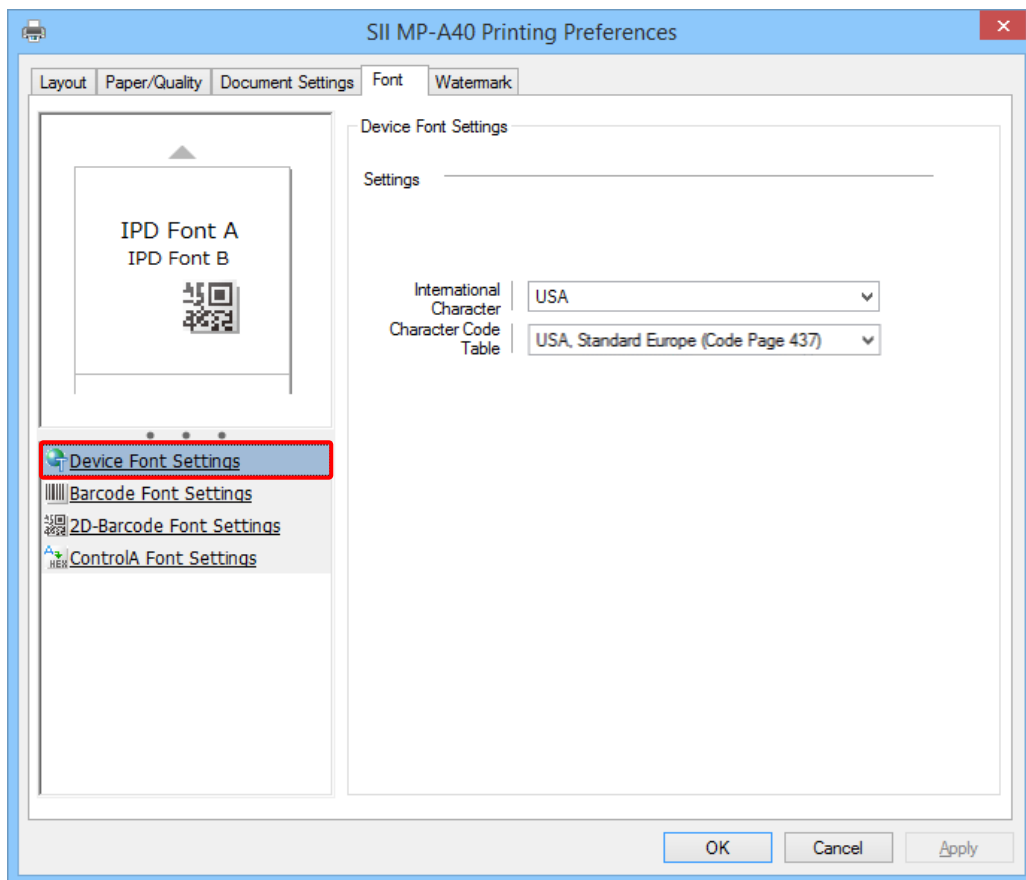 SII MP-A40 Printing Preferences
Layout Paper/Quality Document Settings Font Watermark
IPD Font A
IPD Font B
Device Font Settings
Barcode Font Settings
2D-Barcode Font Settings
A HEX ControlA Font Settings
Device Font Settings
Settings
International
Character
USA
Character Code
Table
USA, Standard Europe (Code Page 437)
OK Cancel Apply